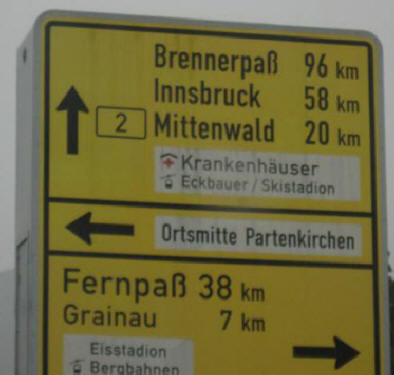 Brennerpaß 96 km
Innsbruck 58 km
2 Mittenwald 20 km
Krankenhäuser
Eckbauer / Skistadion
Ortsmitte Partenkirchen
Fernpaß 38 km
Grainau 7 km
Eisstadion
Bergbahnen